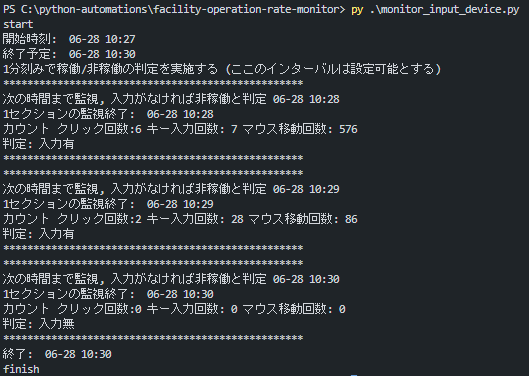 PS C:\python-automations\facility-operation-rate-monitor> py .\monitor_input_device.py
start
開始時刻:  06-28 10:27
終了予定:  06-28 10:30
1分刻みで稼働/非稼働の判定を実施する (ここのインターバルは設定可能とする)
**************************************************
次の時間まで監視, 入力がなければ非稼働と判定 06-28 10:28
1セクションの監視終了:  06-28 10:28
カウント クリック回数:6 キー入力回数: 7 マウス移動回数: 576
判定: 入力有
**************************************************
**************************************************
次の時間まで監視, 入力がなければ非稼働と判定 06-28 10:29
1セクションの監視終了:  06-28 10:29
カウント クリック回数:2 キー入力回数: 28 マウス移動回数: 86
判定: 入力有
**************************************************
**************************************************
次の時間まで監視, 入力がなければ非稼働と判定 06-28 10:30
1セクションの監視終了:  06-28 10:30
カウント クリック回数:0 キー入力回数: 0 マウス移動回数: 0
判定: 入力無
**************************************************
終了:  06-28 10:30
finish